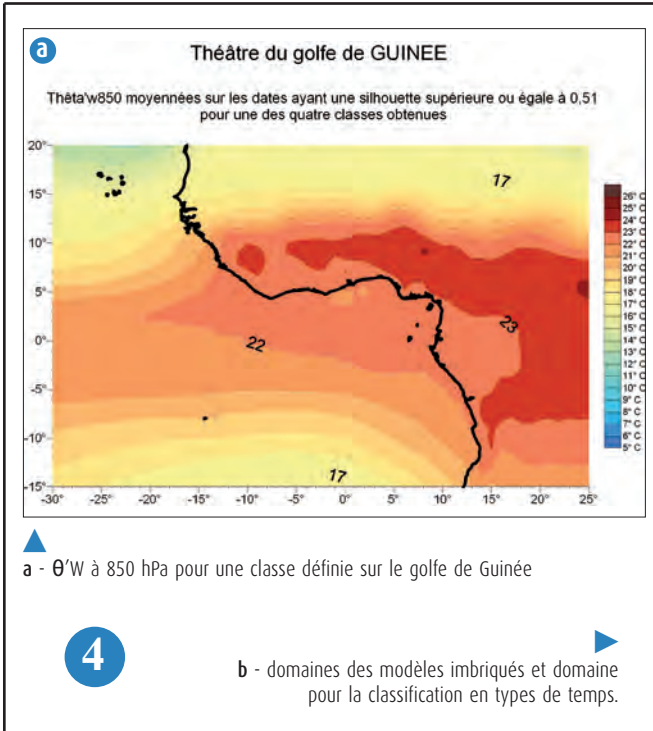 a
Théâtre du golfe de GUINEE
Thêta'w850 moyennées sur les dates ayant une silhouette supérieure ou égale à 0,51
pour une des quatre classes obtenues
20°
15°
10°
5°
0°
-5°
-10°
-15°
-30°
-25°
-20°
-15°
-10°
-5°
0°
5°
10°
15°
20°
25°
17
23
22
17
26° C
25° C
24° C
23° C
22° C
21° C
20° C
19° C
18° C
17° C
16° C
15° C
14° C
13° C
12° C
11° C
10° C
9° C
8° C
7° C
6° C
5° C
a - θ'W à 850 hPa pour une classe définie sur le golfe de Guinée
4
b - domaines des modèles imbriqués et domaine
pour la classification en types de temps.